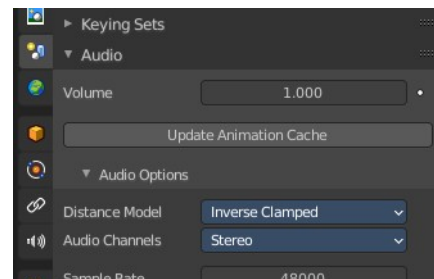 Keying Sets
Audio
Volume 1.000
Update Animation Cache
Audio Options
Distance Model Inverse Clamped
Audio Channels Stereo
Sample Rate 48000